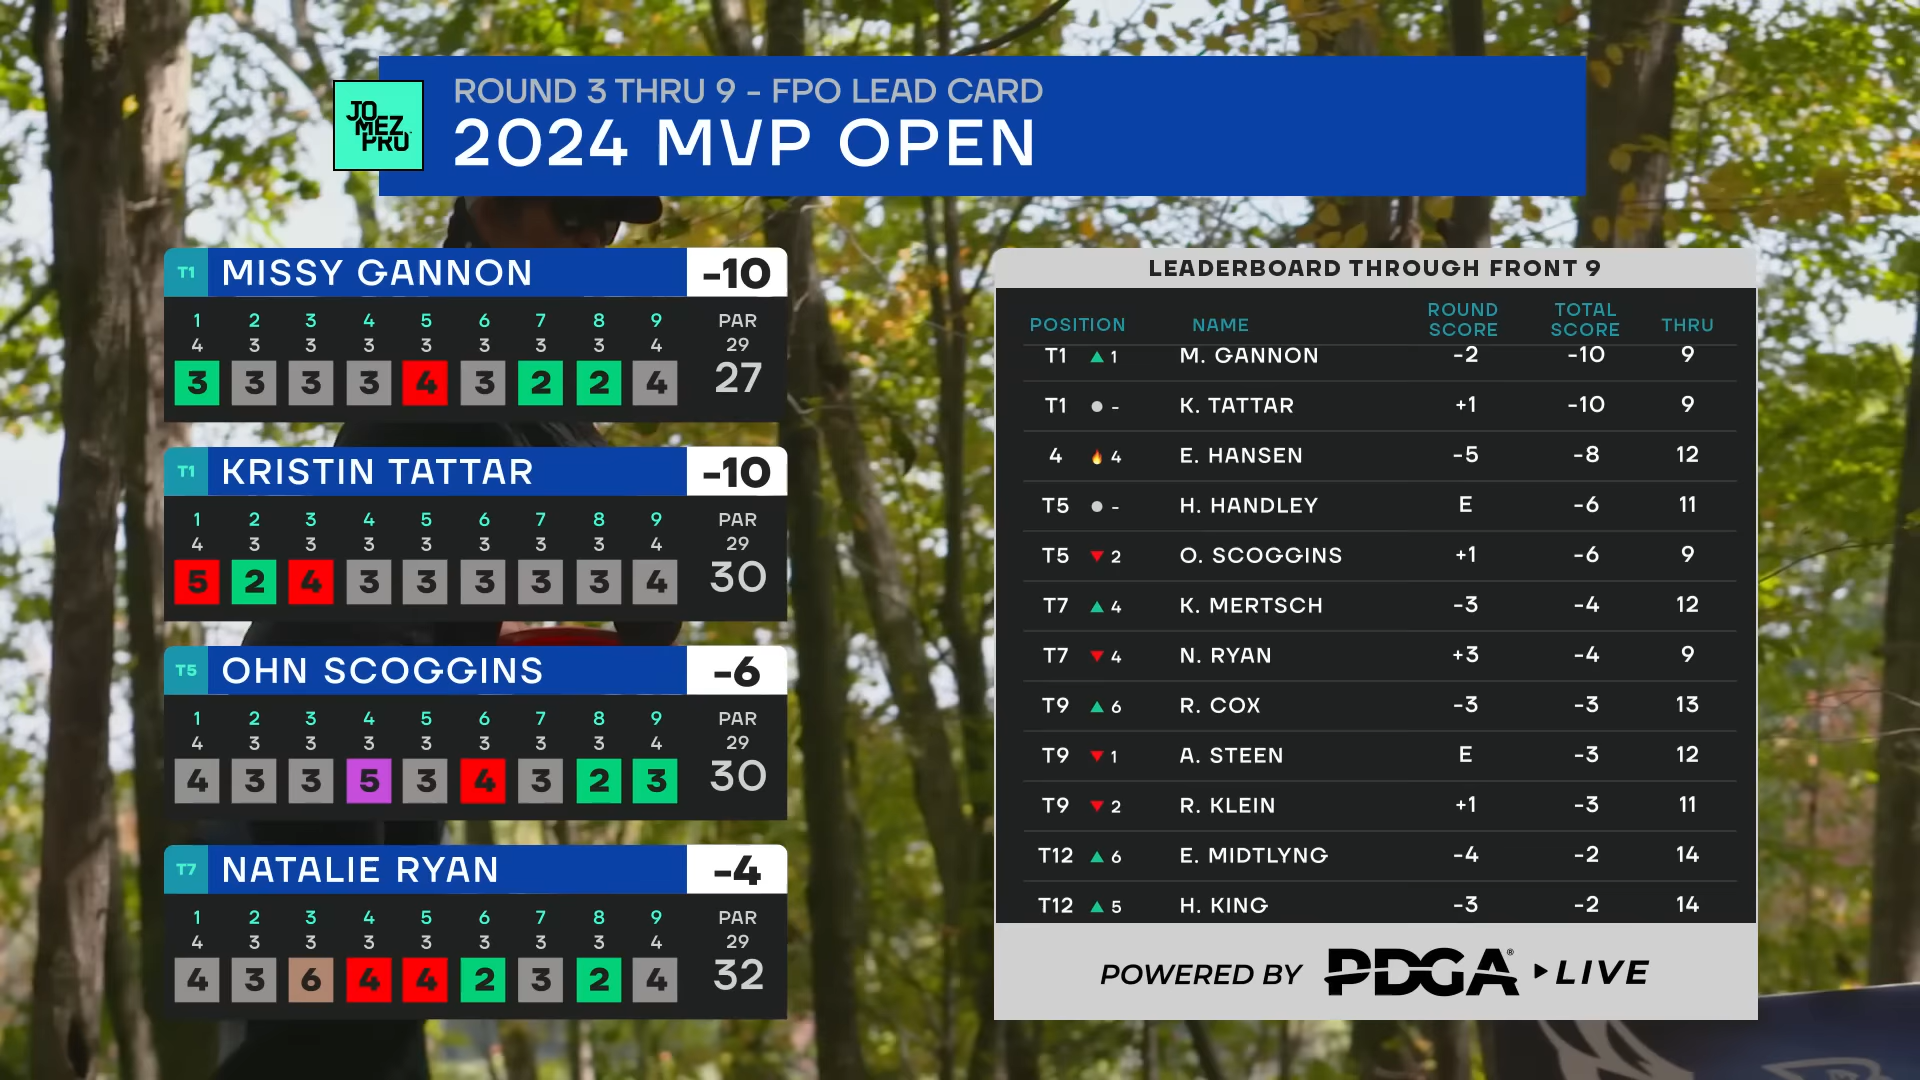 JO
MEZ
PRO
ROUND 3 THRU 9 - FPO LEAD CARD
2024 MVP OPEN
T1 MISSY GANNON -10
1 2 3 4 5 6 7 8 9 PAR
4 3 3 3 3 3 3 3 4 29
3 3 3 3 4 3 2 2 4 27
T1 KRISTIN TATTAR -10
1 2 3 4 5 6 7 8 9 PAR
4 3 3 3 3 3 3 3 4 29
5 2 4 3 3 3 3 3 4 30
T5 OHN SCOGGINS -6
1 2 3 4 5 6 7 8 9 PAR
4 3 3 3 3 3 3 3 4 29
4 3 3 5 3 4 3 2 3 30
T7 NATALIE RYAN -4
1 2 3 4 5 6 7 8 9 PAR
4 3 3 3 3 3 3 3 4 29
4 3 6 4 4 2 3 2 4 32
LEADERBOARD THROUGH FRONT 9
POSITION NAME ROUND SCORE TOTAL SCORE THRU
T1 ▲ 1 M. GANNON -2 -10 9
T1 ● - K. TATTAR +1 -10 9
4 🔥 4 E. HANSEN -5 -8 12
T5 ● - H. HANDLEY E -6 11
T5 ▼ 2 O. SCOGGINS +1 -6 9
T7 ▲ 4 K. MERTSCH -3 -4 12
T7 ▼ 4 N. RYAN +3 -4 9
T9 ▲ 6 R. COX -3 -3 13
T9 ▼ 1 A. STEEN E -3 12
T9 ▼ 2 R. KLEIN +1 -3 11
T12 ▲ 6 E. MIDTLYNG -4 -2 14
T12 ▲ 5 H. KING -3 -2 14
POWERED BY PDGA® ▸LIVE